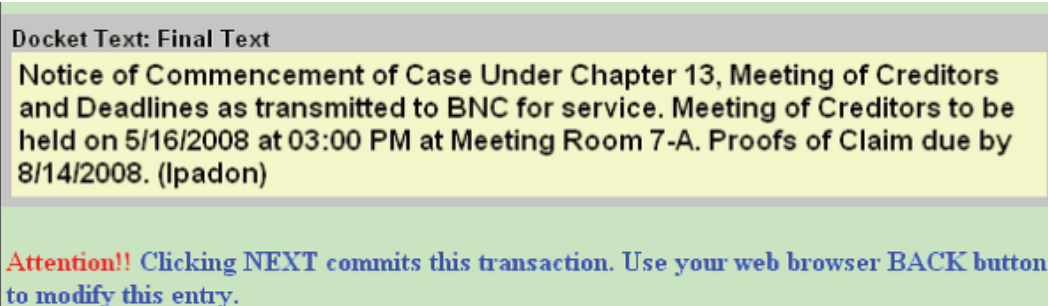 Docket Text: Final Text
Notice of Commencement of Case Under Chapter 13, Meeting of Creditors
and Deadlines as transmitted to BNC for service. Meeting of Creditors to be
held on 5/16/2008 at 03:00 PM at Meeting Room 7-A. Proofs of Claim due by
8/14/2008. (lpadon)
Attention!! Clicking NEXT commits this transaction. Use your web browser BACK button
to modify this entry.